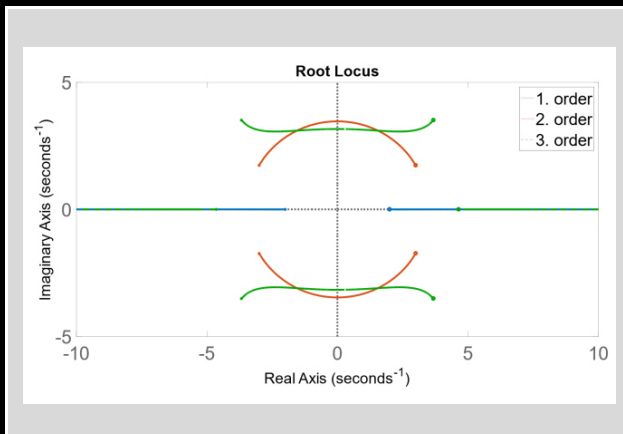 Root Locus
5
0
-5
-10
-5
0
5
10
Imaginary Axis (seconds⁻¹)
Real Axis (seconds⁻¹)
1. order
2. order
3. order